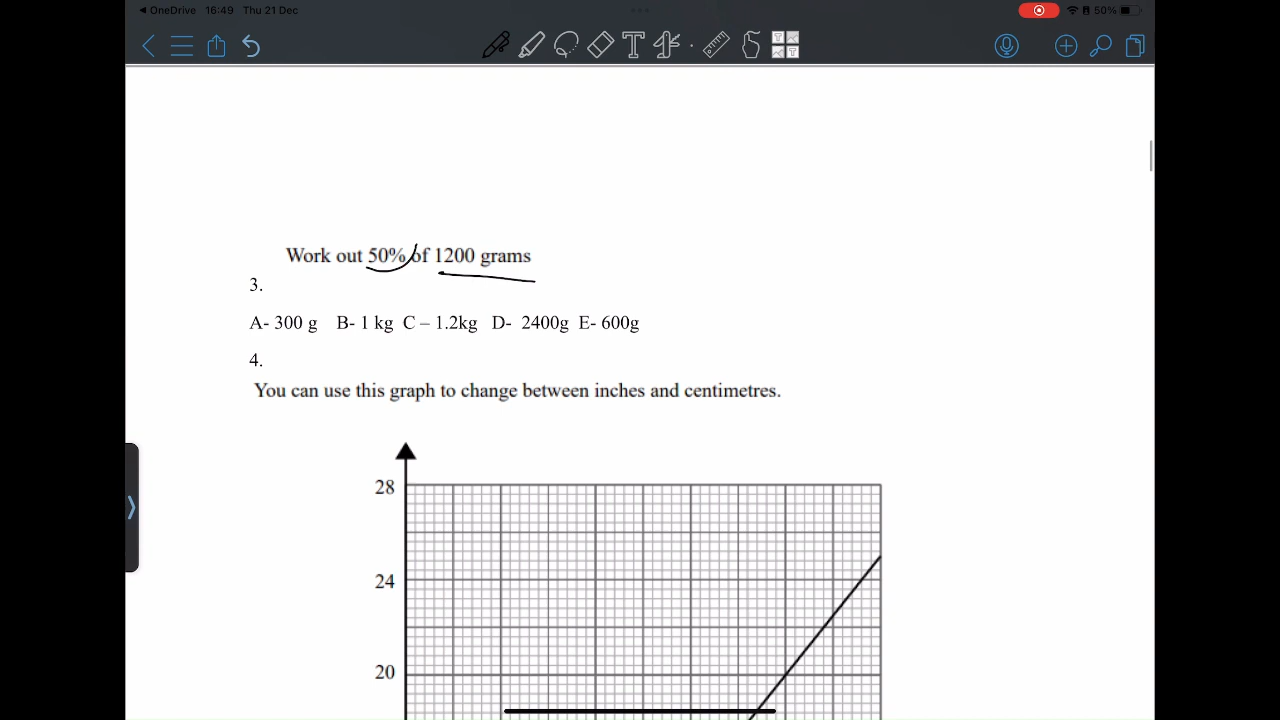 OneDrive 16:49 Thu 21 Dec 50%
Work out 50% of 1200 grams
3.
A- 300 g B- 1 kg C – 1.2kg D- 2400g E- 600g
4.
You can use this graph to change between inches and centimetres.
28
24
20